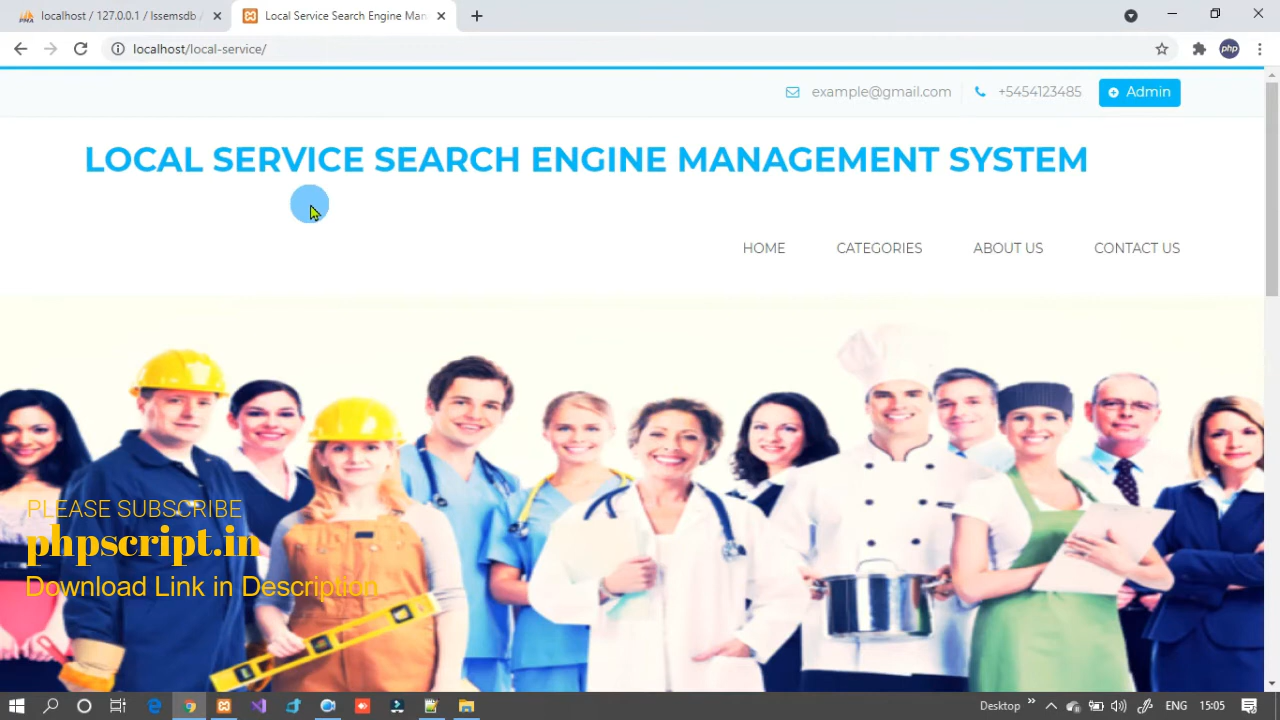 localhost / 127.0.0.1 / lssemsdb /
Local Service Search Engine Man
localhost/local-service/
php
example@gmail.com
+5454123485
Admin
LOCAL SERVICE SEARCH ENGINE MANAGEMENT SYSTEM
HOME
CATEGORIES
ABOUT US
CONTACT US
PLEASE SUBSCRIBE
phpscript.in
Download Link in Description
Desktop
ENG
15:05